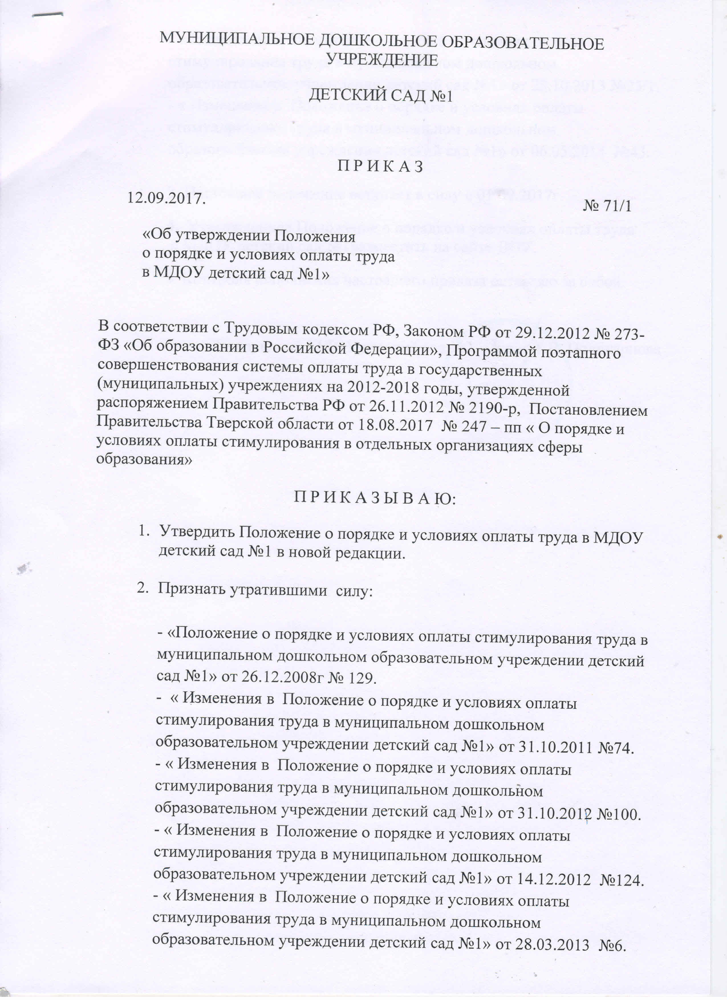 МУНИЦИПАЛЬНОЕ ДОШКОЛЬНОЕ ОБРАЗОВАТЕЛЬНОЕ
УЧРЕЖДЕНИЕ
ДЕТСКИЙ САД №1
П Р И К А З
12.09.2017.
№ 71/1
«Об утверждении Положения
о порядке и условиях оплаты труда
в МДОУ детский сад №1»
В соответствии с Трудовым кодексом РФ, Законом РФ от 29.12.2012 № 273-
ФЗ «Об образовании в Российской Федерации», Программой поэтапного
совершенствования системы оплаты труда в государственных
(муниципальных) учреждениях на 2012-2018 годы, утвержденной
распоряжением Правительства РФ от 26.11.2012 № 2190-р,  Постановлением
Правительства Тверской области от 18.08.2017  № 247 – пп « О порядке и
условиях оплаты стимулирования в отдельных организациях сферы
образования»
П Р И К А З Ы В А Ю:
1. Утвердить Положение о порядке и условиях оплаты труда в МДОУ
детский сад №1 в новой редакции.
2. Признать утратившими  силу:
- «Положение о порядке и условиях оплаты стимулирования труда в
муниципальном дошкольном образовательном учреждении детский
сад №1» от 26.12.2008г № 129.
-  « Изменения в  Положение о порядке и условиях оплаты
стимулирования труда в муниципальном дошкольном
образовательном учреждении детский сад №1» от 31.10.2011 №74.
- « Изменения в  Положение о порядке и условиях оплаты
стимулирования труда в муниципальном дошкольном
образовательном учреждении детский сад №1» от 31.10.2012 №100.
- « Изменения в  Положение о порядке и условиях оплаты
стимулирования труда в муниципальном дошкольном
образовательном учреждении детский сад №1» от 14.12.2012  №124.
- « Изменения в  Положение о порядке и условиях оплаты
стимулирования труда в муниципальном дошкольном
образовательном учреждении детский сад №1» от 28.03.2013  №6.